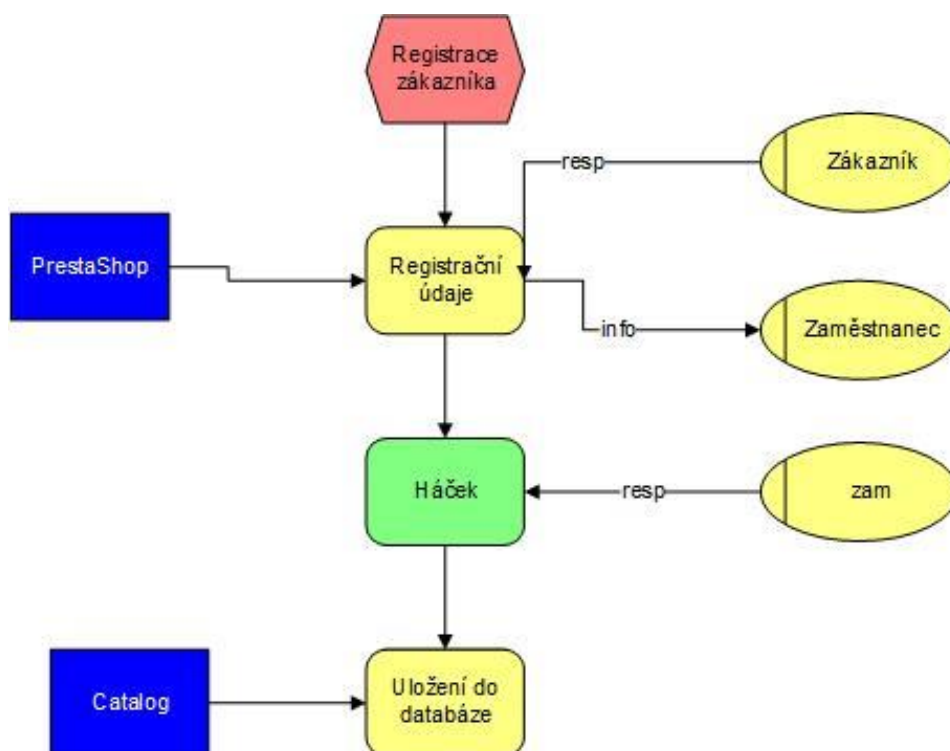 Registrace
zákazníka
resp
Zákazník
PrestaShop
Registrační
údaje
info
Zaměstnanec
Háček
resp
zam
Catalog
Uložení do
databáze